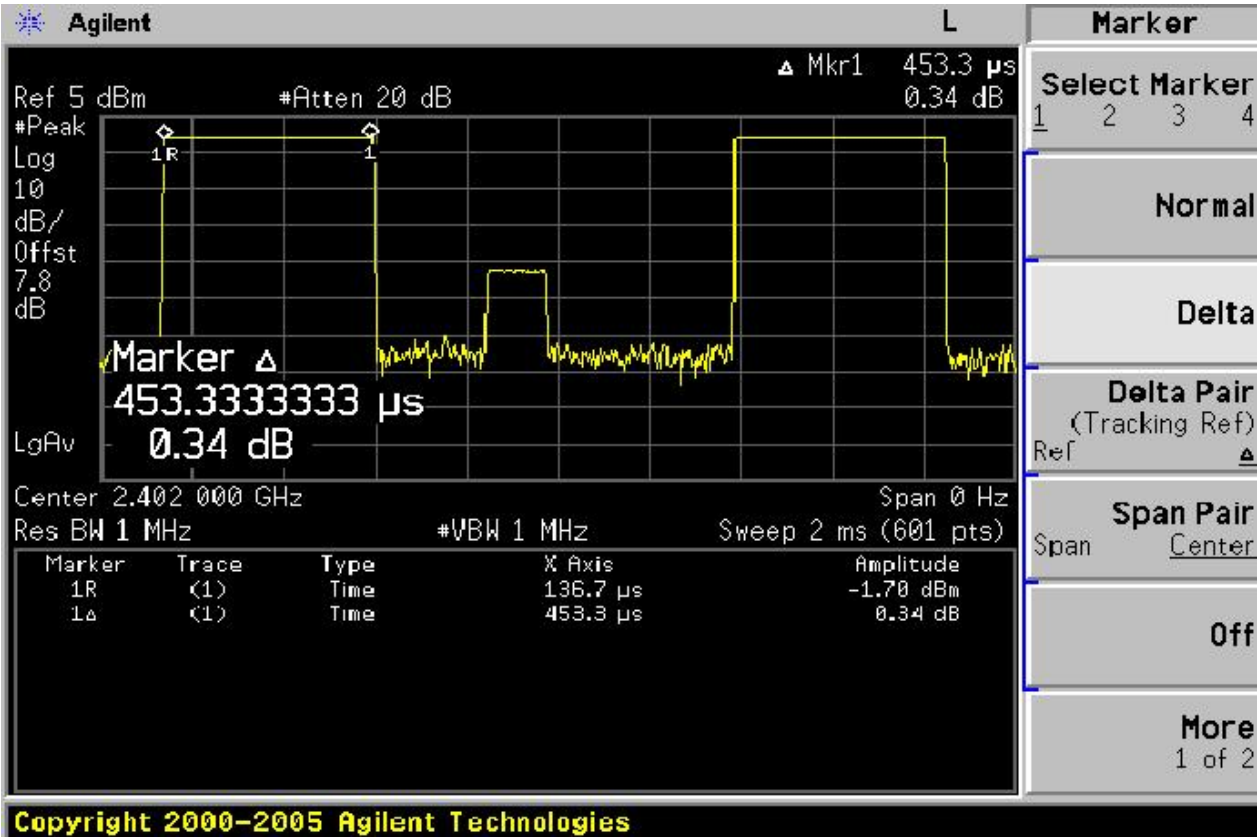 Agilent L
Δ Mkr1 453.3 µs
Ref 5 dBm #Atten 20 dB 0.34 dB
#Peak
Log
10
dB/
Offst
7.8
dB
LgAv
1R
1
Marker Δ
453.3333333 µs
0.34 dB
Center 2.402 000 GHz Span 0 Hz
Res BW 1 MHz #VBW 1 MHz Sweep 2 ms (601 pts)
Marker Trace Type X Axis Amplitude
1R (1) Time 136.7 µs -1.70 dBm
1Δ (1) Time 453.3 µs 0.34 dB
Marker
Select Marker
1 2 3 4
Normal
Delta
Delta Pair
(Tracking Ref)
Ref Δ
Span Pair
Span Center
Off
More
1 of 2
Copyright 2000-2005 Agilent Technologies